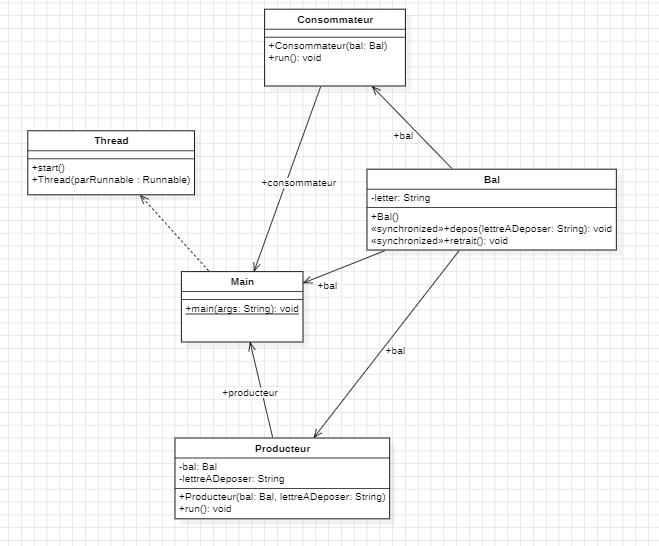 Consommateur
+Consommateur(bal: Bal)
+run(): void
+bal
Thread
+start()
+Thread(parRunnable : Runnable)
+consommateur
Bal
-letter: String
+Bal()
«synchronized»+depos(lettreADeposer: String): void
«synchronized»+retrait(): void
Main
+main(args: String): void
+bal
+bal
+producteur
Producteur
-bal: Bal
-lettreADeposer: String
+Producteur(bal: Bal, lettreADeposer: String)
+run(): void